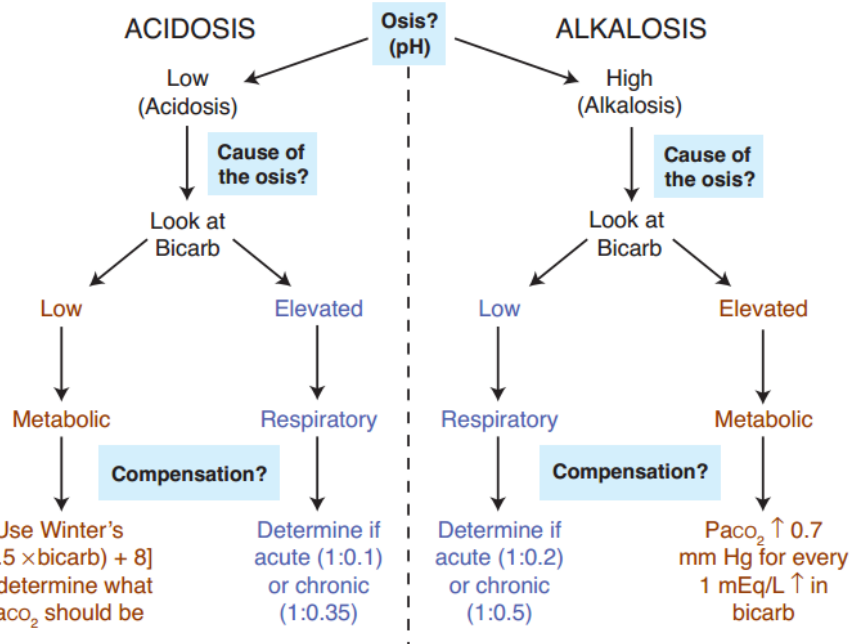 ACIDOSIS
Osis?
(pH)
ALKALOSIS
Low
(Acidosis)
High
(Alkalosis)
Cause of
the osis?
Cause of
the osis?
Look at
Bicarb
Look at
Bicarb
Low
Elevated
Low
Elevated
Metabolic
Respiratory
Respiratory
Metabolic
Compensation?
Compensation?
Use Winter’s
.5 ×bicarb) + 8]
determine what
aco₂ should be
Determine if
acute (1:0.1)
or chronic
(1:0.35)
Determine if
acute (1:0.2)
or chronic
(1:0.5)
Paco₂ ↑ 0.7
mm Hg for every
1 mEq/L ↑ in
bicarb